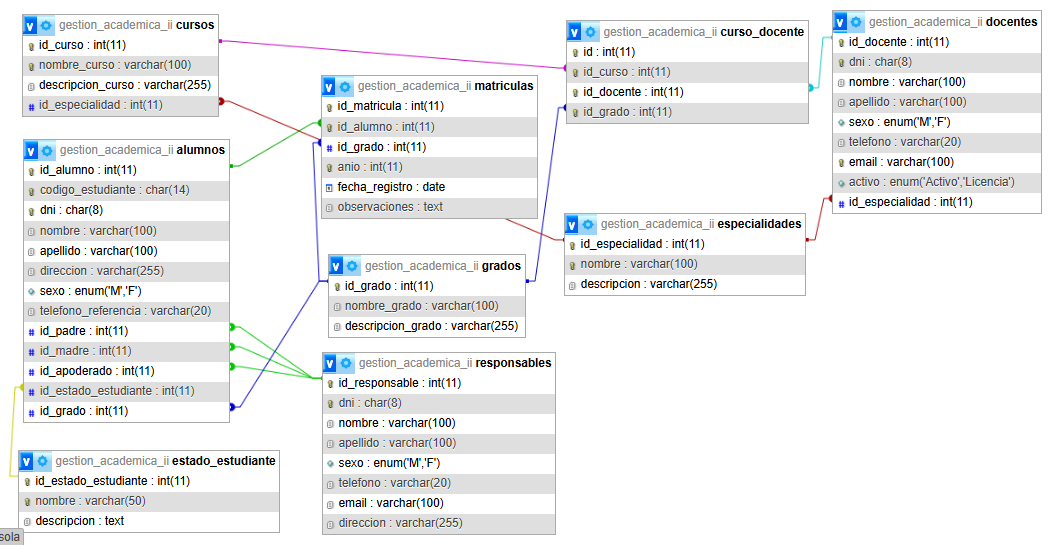 gestion_academica_ii cursos
id_curso : int(11)
nombre_curso : varchar(100)
descripcion_curso : varchar(255)
id_especialidad : int(11)
gestion_academica_ii alumnos
id_alumno : int(11)
codigo_estudiante : char(14)
dni : char(8)
nombre : varchar(100)
apellido : varchar(100)
direccion : varchar(255)
sexo : enum('M','F')
telefono_referencia : varchar(20)
id_padre : int(11)
id_madre : int(11)
id_apoderado : int(11)
id_estado_estudiante : int(11)
id_grado : int(11)
gestion_academica_ii estado_estudiante
id_estado_estudiante : int(11)
nombre : varchar(50)
descripcion : text
sola
gestion_academica_ii matriculas
id_matricula : int(11)
id_alumno : int(11)
id_grado : int(11)
anio : int(11)
fecha_registro : date
observaciones : text
gestion_academica_ii grados
id_grado : int(11)
nombre_grado : varchar(100)
descripcion_grado : varchar(255)
gestion_academica_ii responsables
id_responsable : int(11)
dni : char(8)
nombre : varchar(100)
apellido : varchar(100)
sexo : enum('M','F')
telefono : varchar(20)
email : varchar(100)
direccion : varchar(255)
gestion_academica_ii curso_docente
id : int(11)
id_curso : int(11)
id_docente : int(11)
id_grado : int(11)
gestion_academica_ii especialidades
id_especialidad : int(11)
nombre : varchar(100)
descripcion : varchar(255)
gestion_academica_ii docentes
id_docente : int(11)
dni : char(8)
nombre : varchar(100)
apellido : varchar(100)
sexo : enum('M','F')
telefono : varchar(20)
email : varchar(100)
activo : enum('Activo','Licencia')
id_especialidad : int(11)